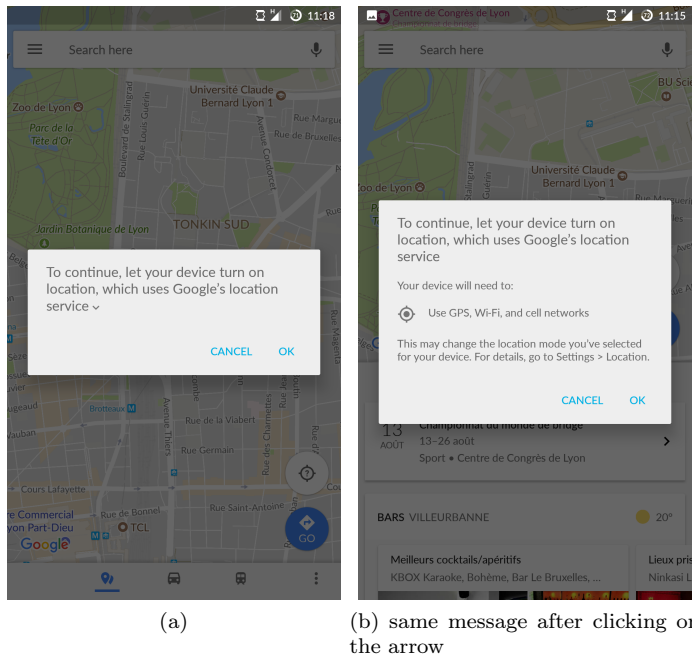 11:18
Search here
Université Claude
Bernard Lyon 1
Zoo de Lyon
Parc de la
Tête d'Or
Boulevard de Stalingrad
Rue Louis Guérin
Avenue Condorcet
Rue Margue
Rue de Bruxelles
TONKIN SUD
Jardin Botanique de Lyon
To continue, let your device turn on
location, which uses Google's location
service
CANCEL OK
Brotteaux M
Avenue Thiers
Rue de la Viabert
Rue Germain
Rue des Charmettes
Cours Lafayette
Rue de Bonnel
Rue Saint-Antoine
re Commercial
yon Part-Dieu
TCL
Google
GO
(a)
11:15
Centre de Congrès de Lyon
Search here
BU Scie
Université Claude
Bernard Lyon 1
Zoo de Lyon
To continue, let your device turn on
location, which uses Google's location
service
Your device will need to:
Use GPS, Wi-Fi, and cell networks
This may change the location mode you've selected
for your device. For details, go to Settings > Location.
CANCEL OK
13
AOÛT
Championnat du monde de bridge
13–26 août
Sport • Centre de Congrès de Lyon
BARS VILLEURBANNE
20°
Meilleurs cocktails/apéritifs
KBOX Karaoke, Bohème, Bar Le Bruxelles, ...
Lieux pris
Ninkasi L
(b) same message after clicking on
the arrow